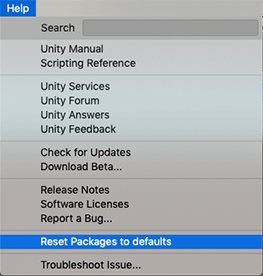 Help
Search
Unity Manual
Scripting Reference
Unity Services
Unity Forum
Unity Answers
Unity Feedback
Check for Updates
Download Beta...
Release Notes
Software Licenses
Report a Bug...
Reset Packages to defaults
Troubleshoot Issue...